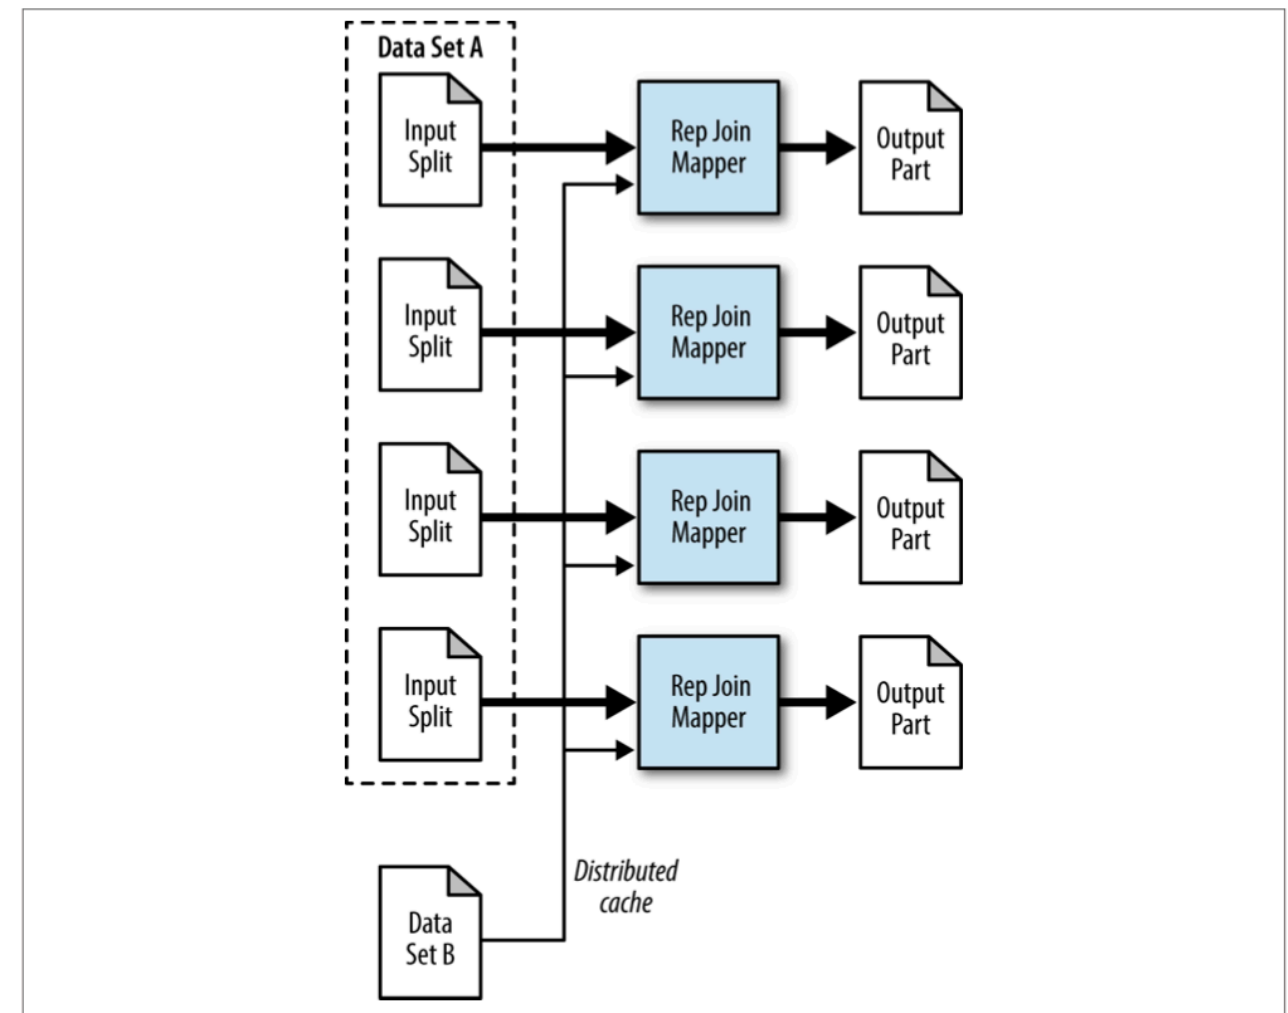 Data Set A
Input
Split
Rep Join
Mapper
Output
Part
Input
Split
Rep Join
Mapper
Output
Part
Input
Split
Rep Join
Mapper
Output
Part
Input
Split
Rep Join
Mapper
Output
Part
Distributed
cache
Data
Set B